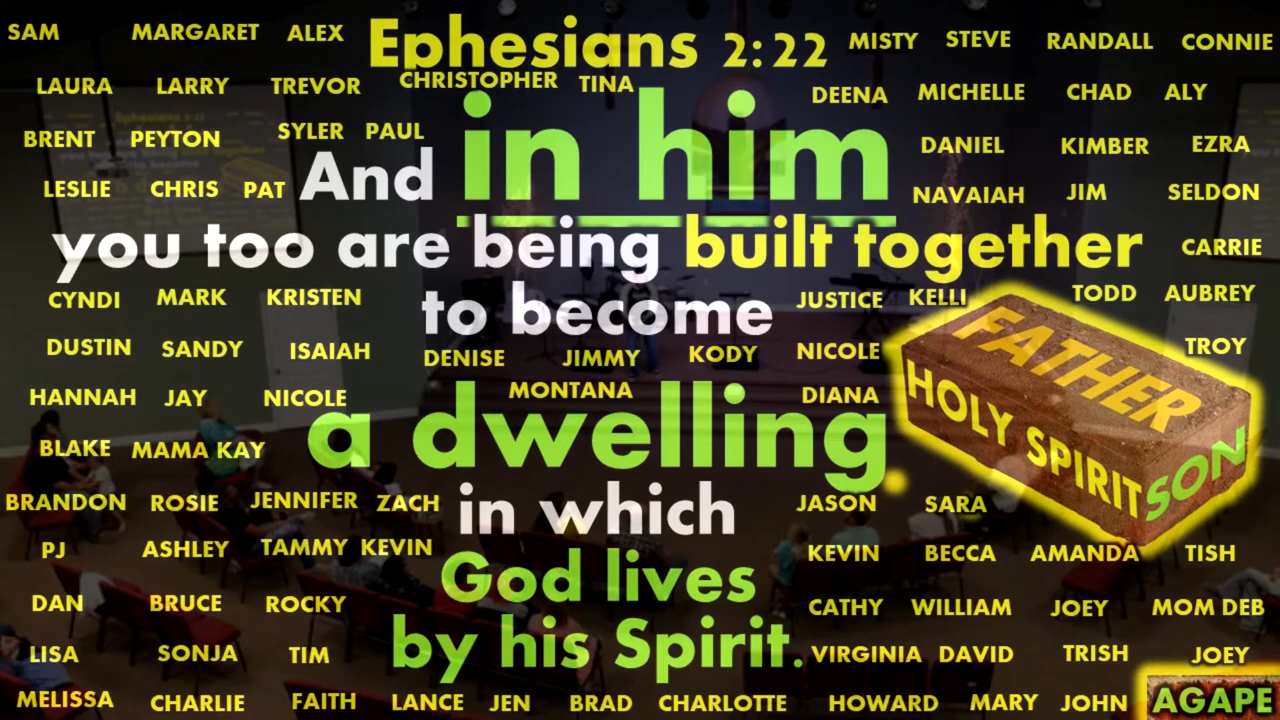 SAM MARGARET ALEX Ephesians 2:22 MISTY STEVE RANDALL CONNIE
LAURA LARRY TREVOR CHRISTOPHER TINA DEENA MICHELLE CHAD ALY
BRENT PEYTON SYLER PAUL DANIEL KIMBER EZRA
LESLIE CHRIS PAT And in him NAVAIAH JIM SELDON
you too are being built together CARRIE
CYNDI MARK KRISTEN to become JUSTICE KELLI TODD AUBREY
DUSTIN SANDY ISAIAH DENISE JIMMY KODY NICOLE TROY
HANNAH JAY NICOLE MONTANA DIANA
FATHER
HOLY SPIRIT SON
BLAKE MAMA KAY a dwelling
BRANDON ROSIE JENNIFER ZACH in which JASON SARA
PJ ASHLEY TAMMY KEVIN KEVIN BECCA AMANDA TISH
God lives
DAN BRUCE ROCKY CATHY WILLIAM JOEY MOM DEB
LISA SONJA TIM by his Spirit. VIRGINIA DAVID TRISH JOEY
MELISSA CHARLIE FAITH LANCE JEN BRAD CHARLOTTE HOWARD MARY JOHN AGAPE